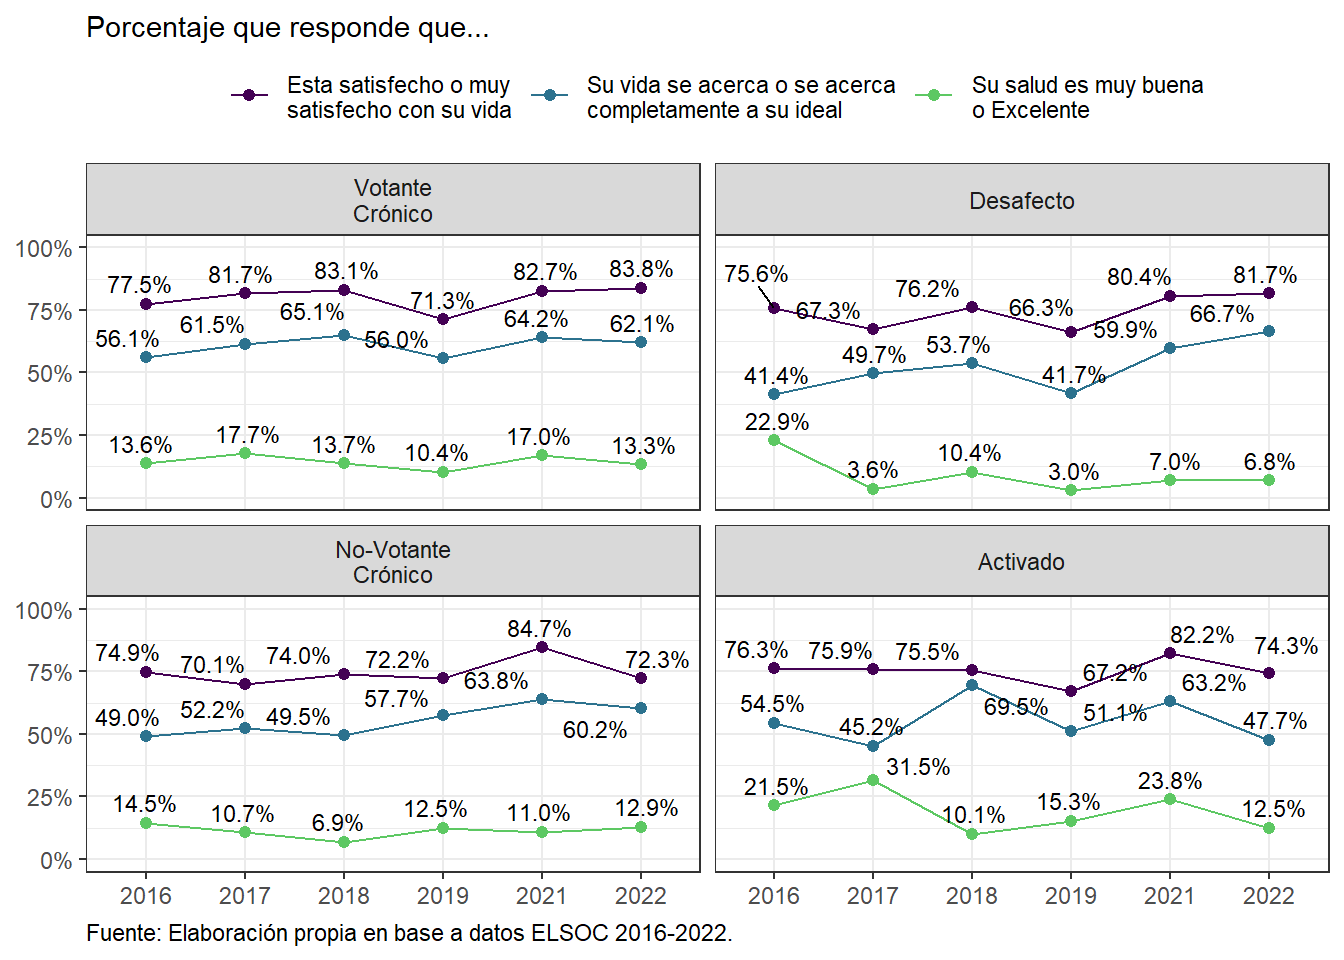 Porcentaje que responde que...
Esta satisfecho o muy
satisfecho con su vida
Su vida se acerca o se acerca
completamente a su ideal
Su salud es muy buena
o Excelente
Votante
Crónico
100%
75%
50%
25%
0%
77.5% 81.7% 83.1% 71.3% 82.7% 83.8%
56.1% 61.5% 65.1% 56.0% 64.2% 62.1%
13.6% 17.7% 13.7% 10.4% 17.0% 13.3%
Desafecto
75.6% 67.3% 76.2% 66.3% 80.4% 81.7%
41.4% 49.7% 53.7% 41.7% 59.9% 66.7%
22.9% 3.6% 10.4% 3.0% 7.0% 6.8%
No-Votante
Crónico
100%
75%
50%
25%
0%
74.9% 70.1% 74.0% 72.2% 84.7% 72.3%
49.0% 52.2% 49.5% 57.7% 63.8% 60.2%
14.5% 10.7% 6.9% 12.5% 11.0% 12.9%
2016 2017 2018 2019 2021 2022
Activado
76.3% 75.9% 75.5% 67.2% 82.2% 74.3%
54.5% 45.2% 69.5% 51.1% 63.2% 47.7%
21.5% 31.5% 10.1% 15.3% 23.8% 12.5%
2016 2017 2018 2019 2021 2022
Fuente: Elaboración propia en base a datos ELSOC 2016-2022.